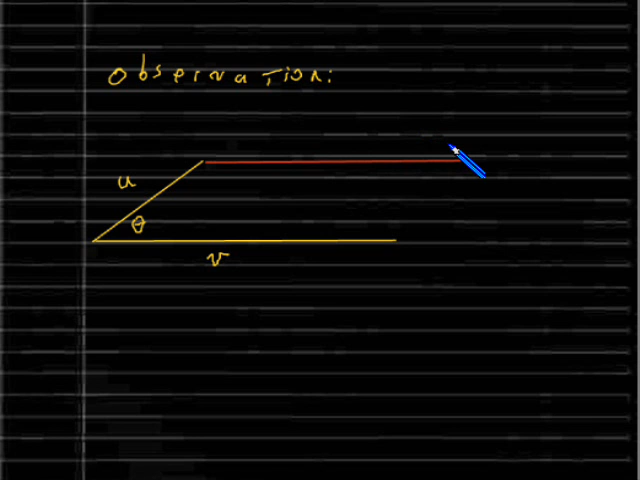 Observation:
u
θ
v